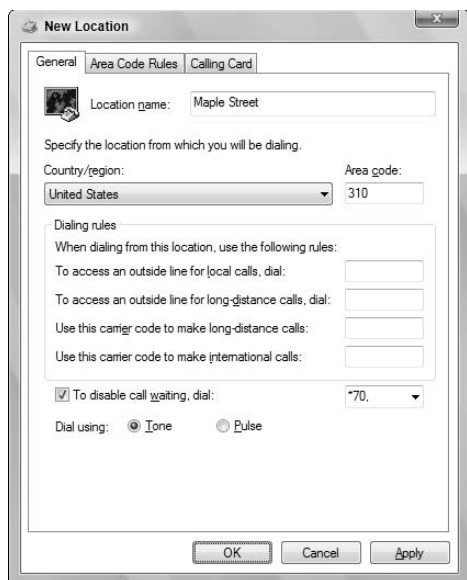 New Location
General Area Code Rules Calling Card
Location name: Maple Street
Specify the location from which you will be dialing.
Country/region: Area code:
United States 310
Dialing rules
When dialing from this location, use the following rules:
To access an outside line for local calls, dial:
To access an outside line for long-distance calls, dial:
Use this carrier code to make long-distance calls:
Use this carrier code to make international calls:
To disable call waiting, dial: *70,
Dial using: Tone Pulse
OK Cancel Apply